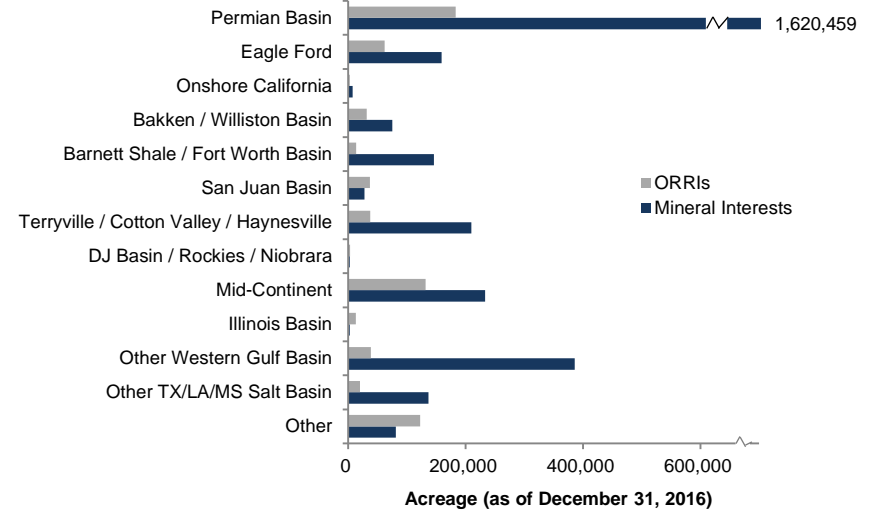 Permian Basin
1,620,459
Eagle Ford
Onshore California
Bakken / Williston Basin
Barnett Shale / Fort Worth Basin
San Juan Basin
ORRIs
Mineral Interests
Terryville / Cotton Valley / Haynesville
DJ Basin / Rockies / Niobrara
Mid-Continent
Illinois Basin
Other Western Gulf Basin
Other TX/LA/MS Salt Basin
Other
0 200,000 400,000 600,000
Acreage (as of December 31, 2016)